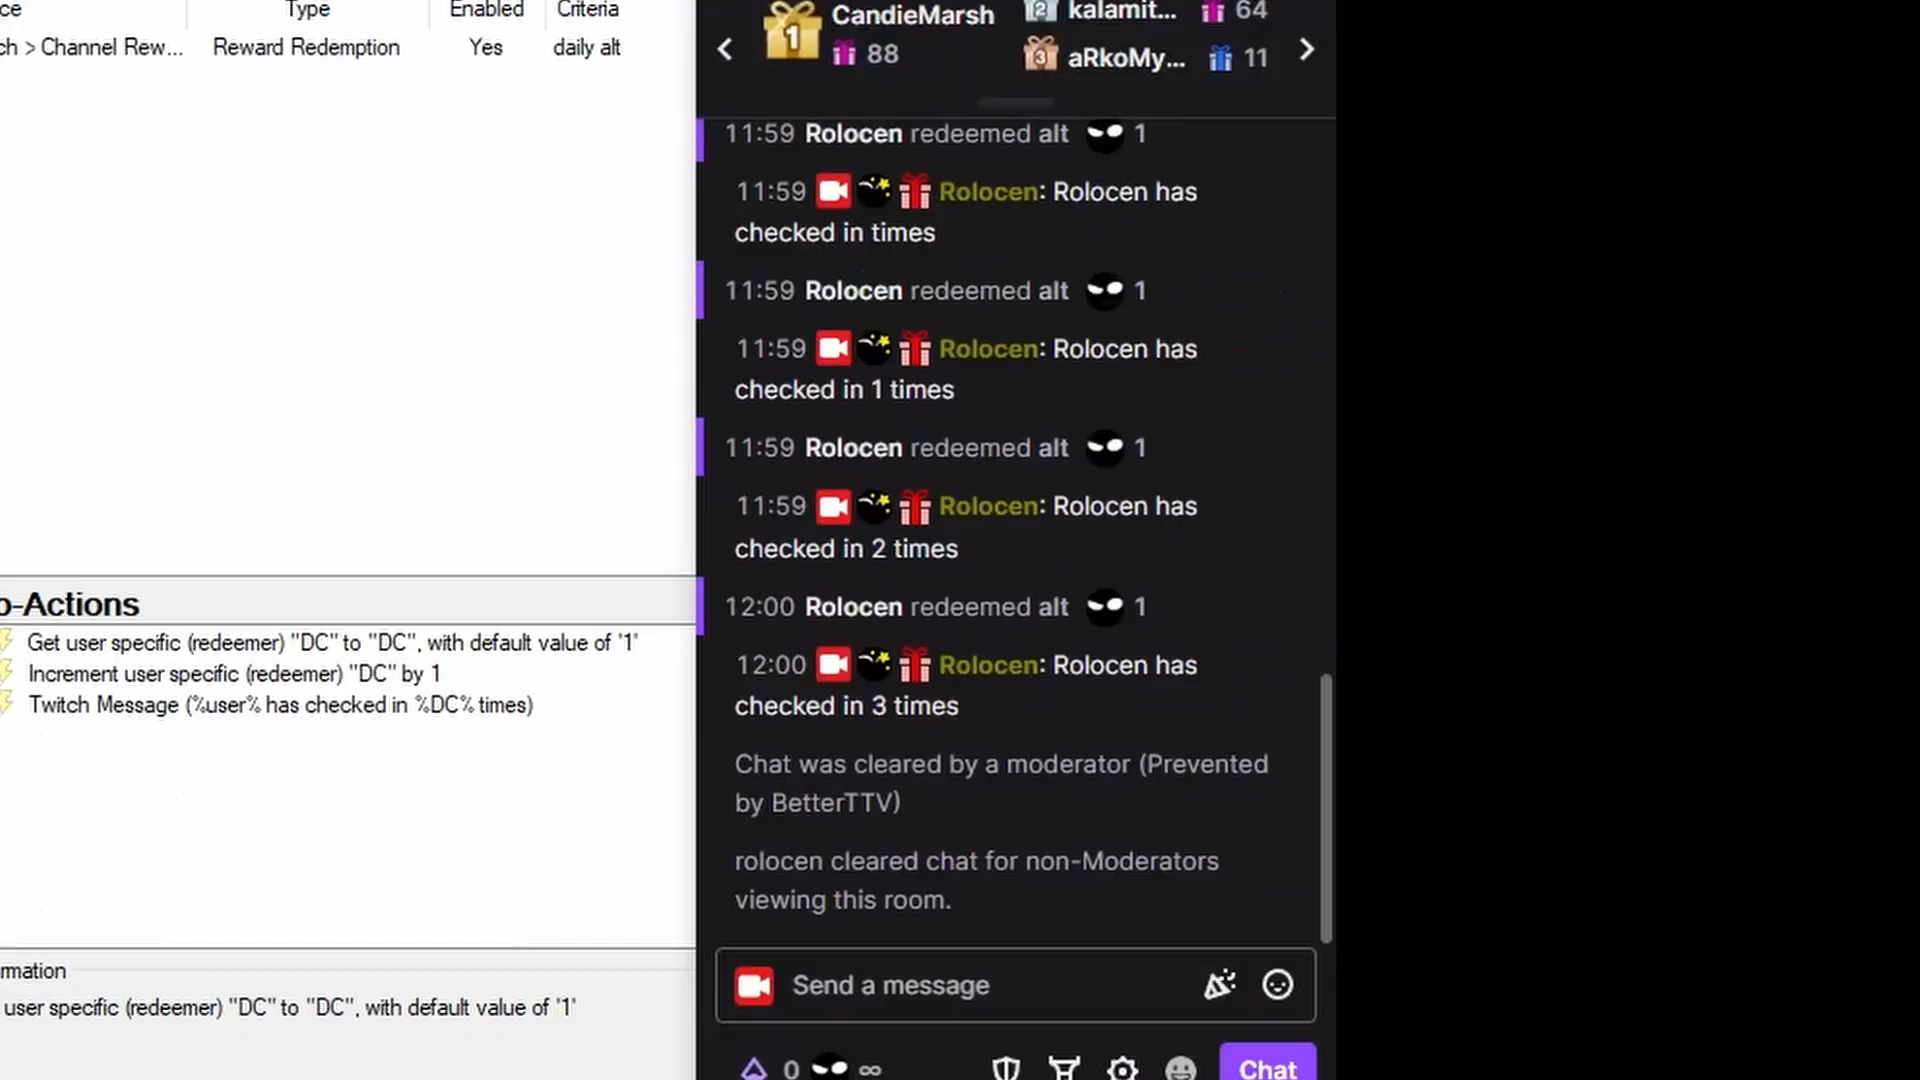 ce Type Enabled Criteria
ch > Channel Rew... Reward Redemption Yes daily alt
o-Actions
Get user specific (redeemer) "DC" to "DC", with default value of '1'
Increment user specific (redeemer) "DC" by 1
Twitch Message (%user% has checked in %DC% times)
rmation
user specific (redeemer) "DC" to "DC", with default value of '1'
1 CandieMarsh 2 kalamit... 64
88 3 aRkoMy... 11
11:59 Rolocen redeemed alt 1
11:59 Rolocen: Rolocen has
checked in times
11:59 Rolocen redeemed alt 1
11:59 Rolocen: Rolocen has
checked in 1 times
11:59 Rolocen redeemed alt 1
11:59 Rolocen: Rolocen has
checked in 2 times
12:00 Rolocen redeemed alt 1
12:00 Rolocen: Rolocen has
checked in 3 times
Chat was cleared by a moderator (Prevented
by BetterTTV)
rolocen cleared chat for non-Moderators
viewing this room.
Send a message
0 ∞ Chat